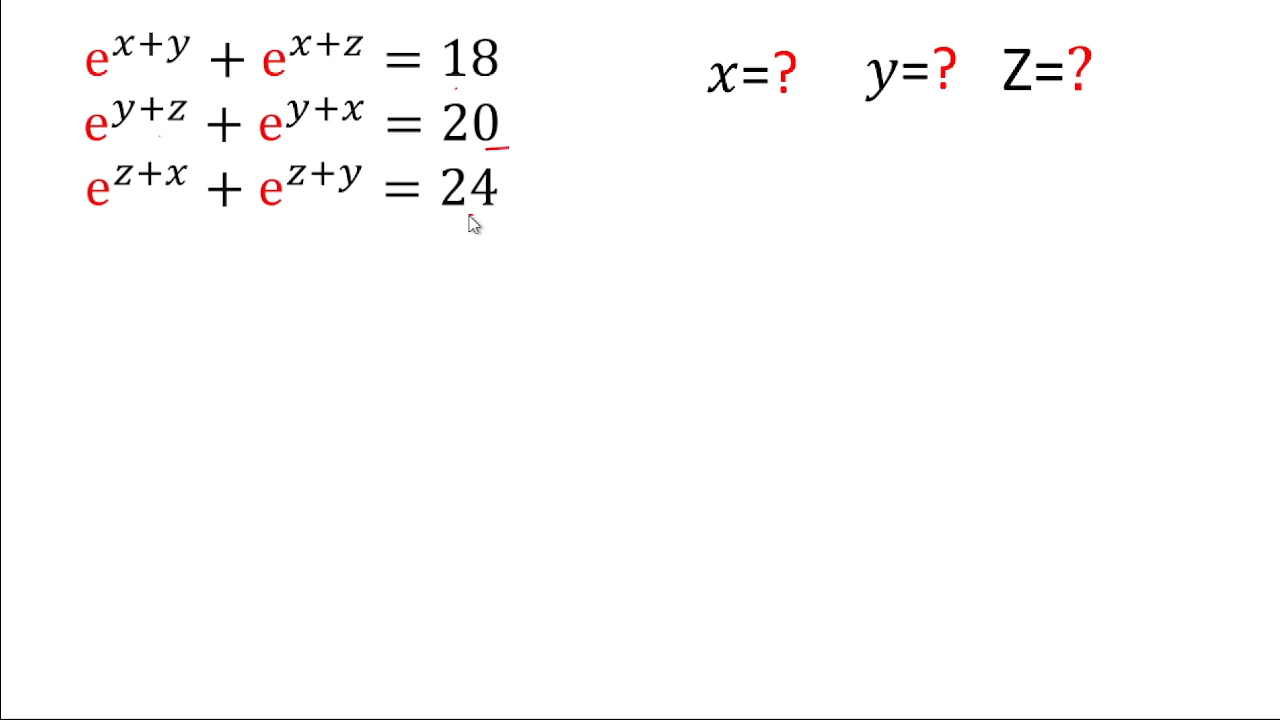 e^{x+y} + e^{x+z} = 18
x=? y=? Z=?
e^{y+z} + e^{y+x} = 20
e^{z+x} + e^{z+y} = 24